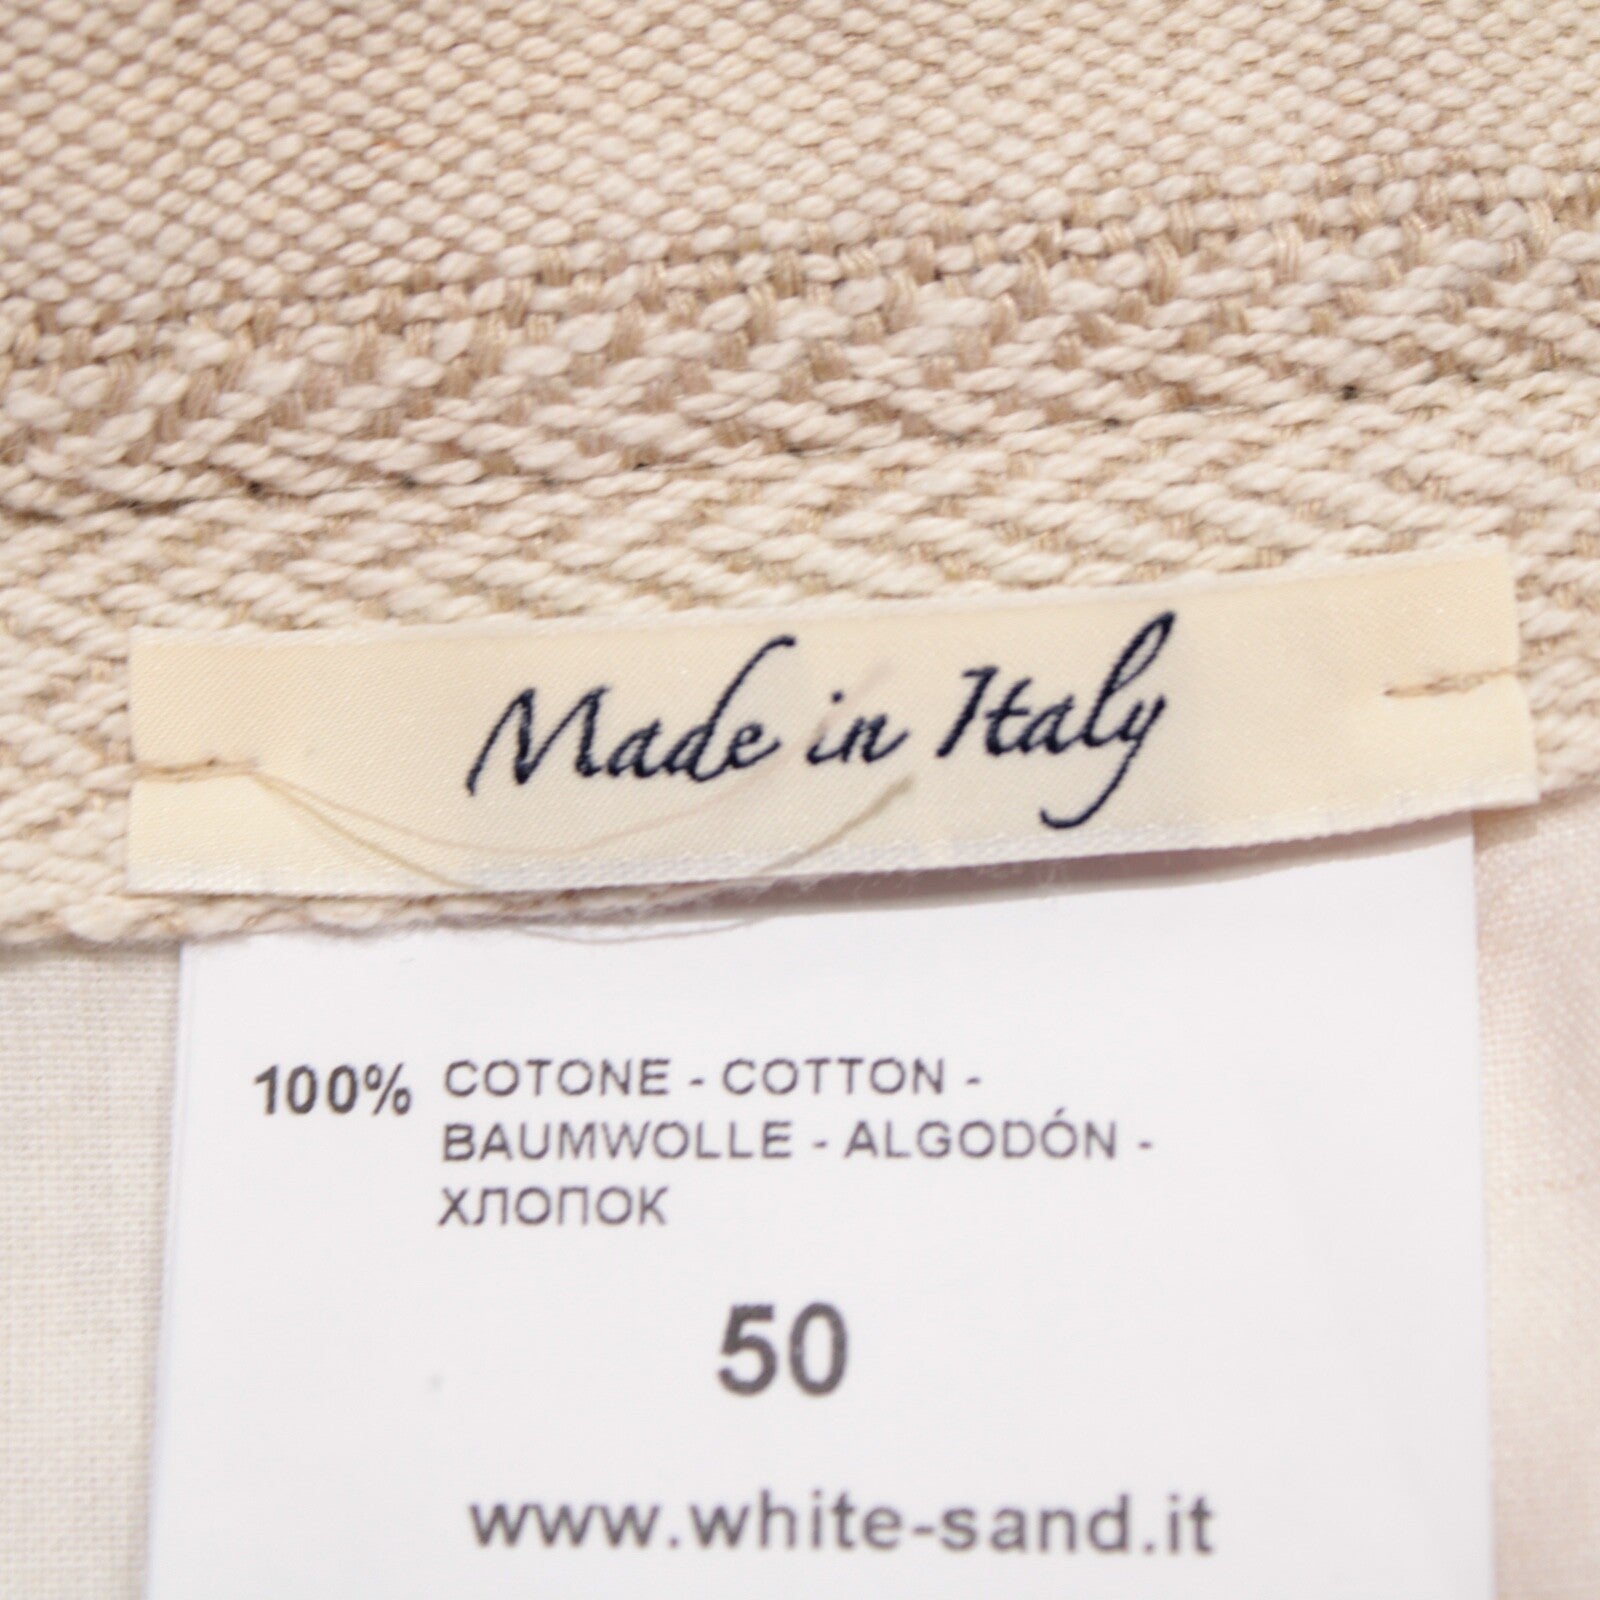 Made in Italy
100% COTONE - COTTON -
BAUMWOLLE - ALGODÓN -
ХЛОПОК
50
www.white-sand.it